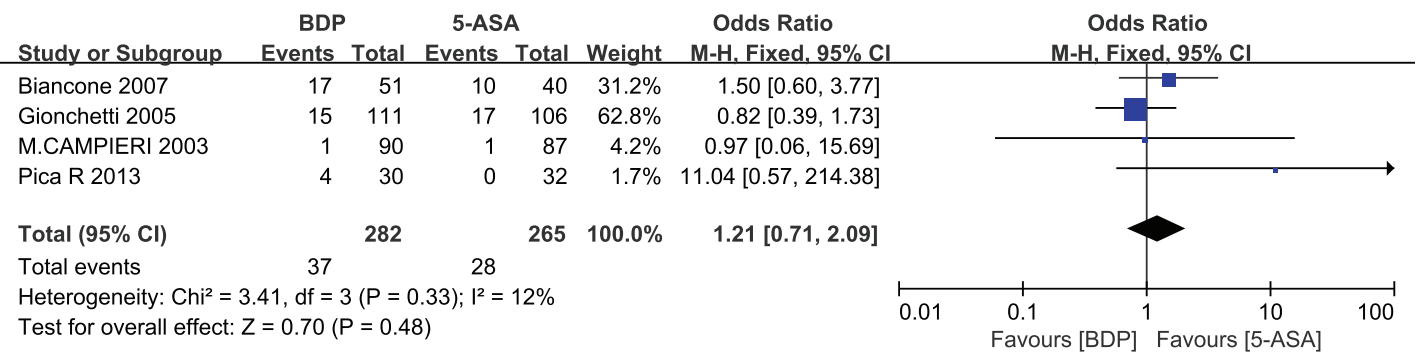 BDP 5-ASA Odds Ratio Odds Ratio
Study or Subgroup Events Total Events Total Weight M-H, Fixed, 95% CI M-H, Fixed, 95% CI
Biancone 2007 17 51 10 40 31.2% 1.50 [0.60, 3.77]
Gionchetti 2005 15 111 17 106 62.8% 0.82 [0.39, 1.73]
M.CAMPIERI 2003 1 90 1 87 4.2% 0.97 [0.06, 15.69]
Pica R 2013 4 30 0 32 1.7% 11.04 [0.57, 214.38]
Total (95% CI) 282 265 100.0% 1.21 [0.71, 2.09]
Total events 37 28
Heterogeneity: Chi² = 3.41, df = 3 (P = 0.33); I² = 12%
Test for overall effect: Z = 0.70 (P = 0.48)
0.01 0.1 1 10 100
Favours [BDP] Favours [5-ASA]